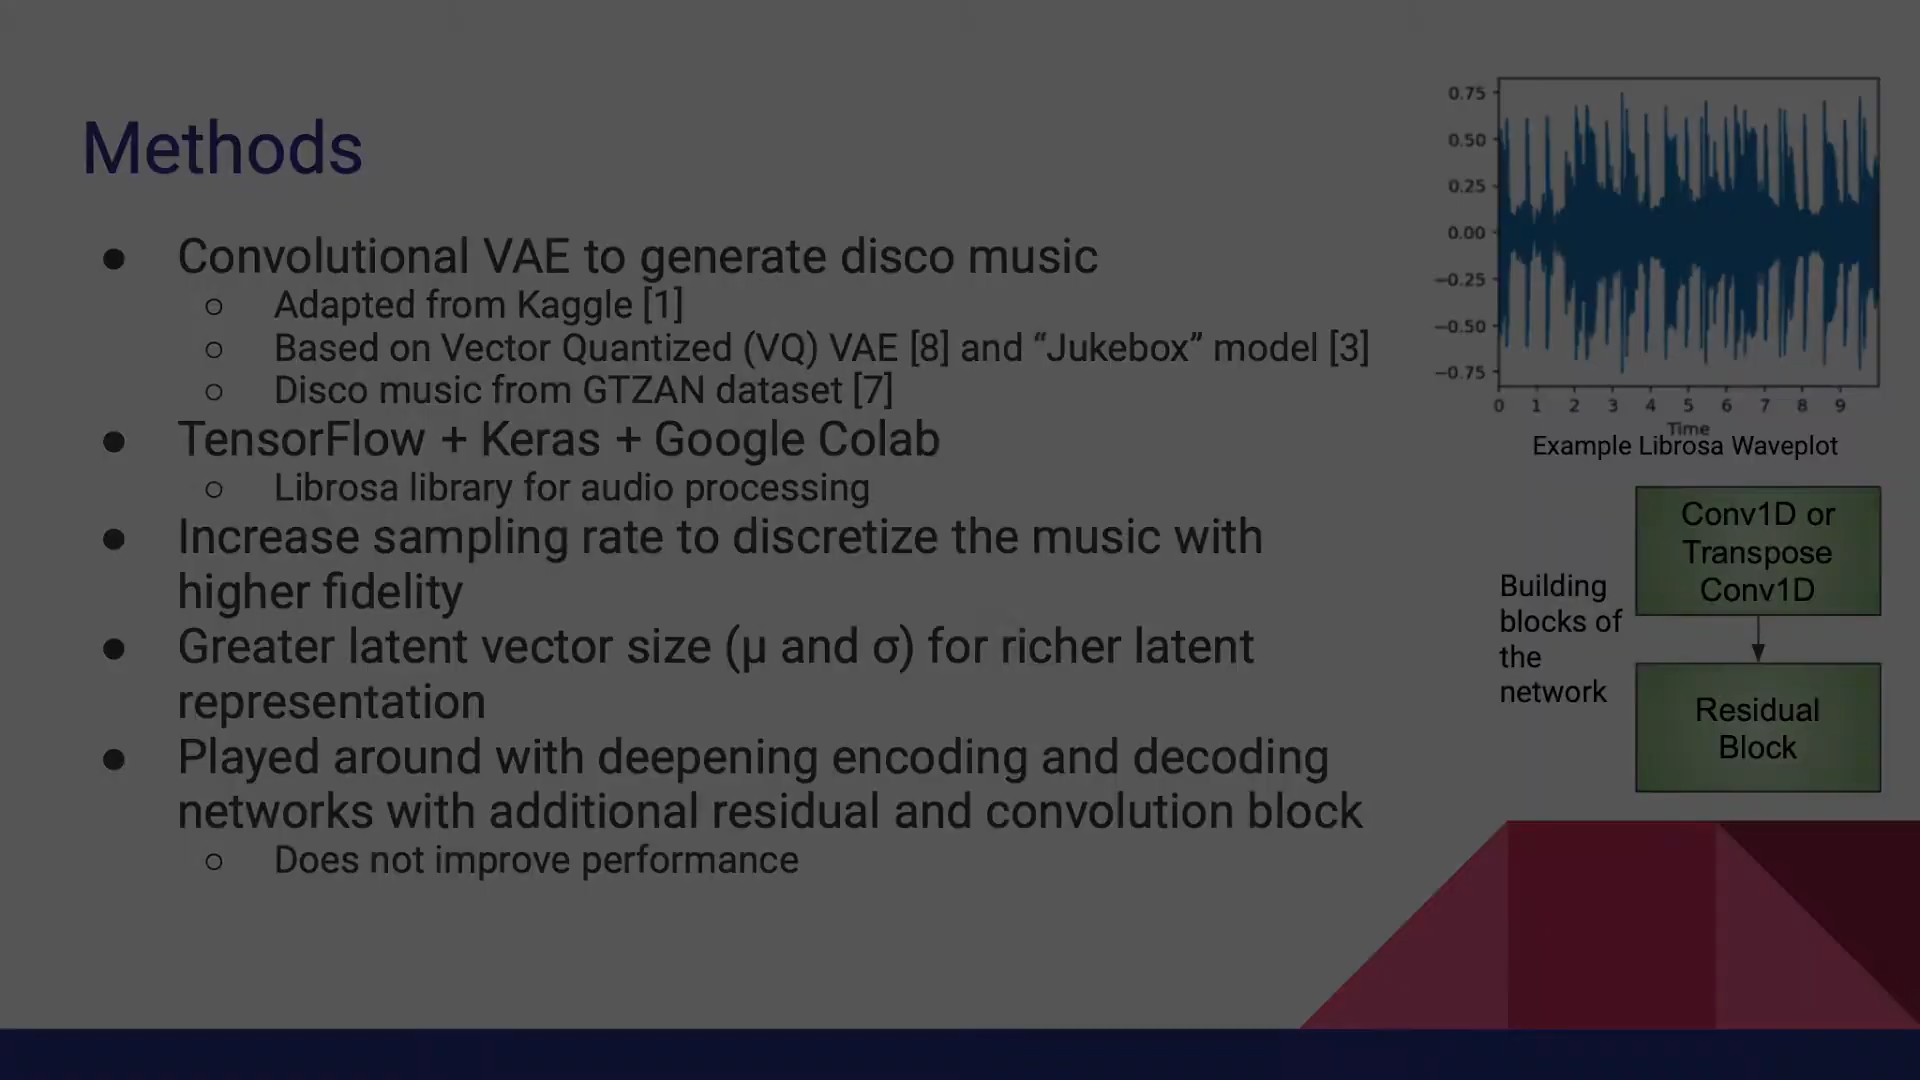 Methods
● Convolutional VAE to generate disco music
○ Adapted from Kaggle [1]
○ Based on Vector Quantized (VQ) VAE [8] and “Jukebox” model [3]
○ Disco music from GTZAN dataset [7]
● TensorFlow + Keras + Google Colab
○ Librosa library for audio processing
● Increase sampling rate to discretize the music with
higher fidelity
● Greater latent vector size (μ and σ) for richer latent
representation
● Played around with deepening encoding and decoding
networks with additional residual and convolution block
○ Does not improve performance
0.75
0.50
0.25
0.00
−0.25
−0.50
−0.75
0 1 2 3 4 5 6 7 8 9
Time
Example Librosa Waveplot
Building
blocks of
the
network
Conv1D or
Transpose
Conv1D
Residual
Block